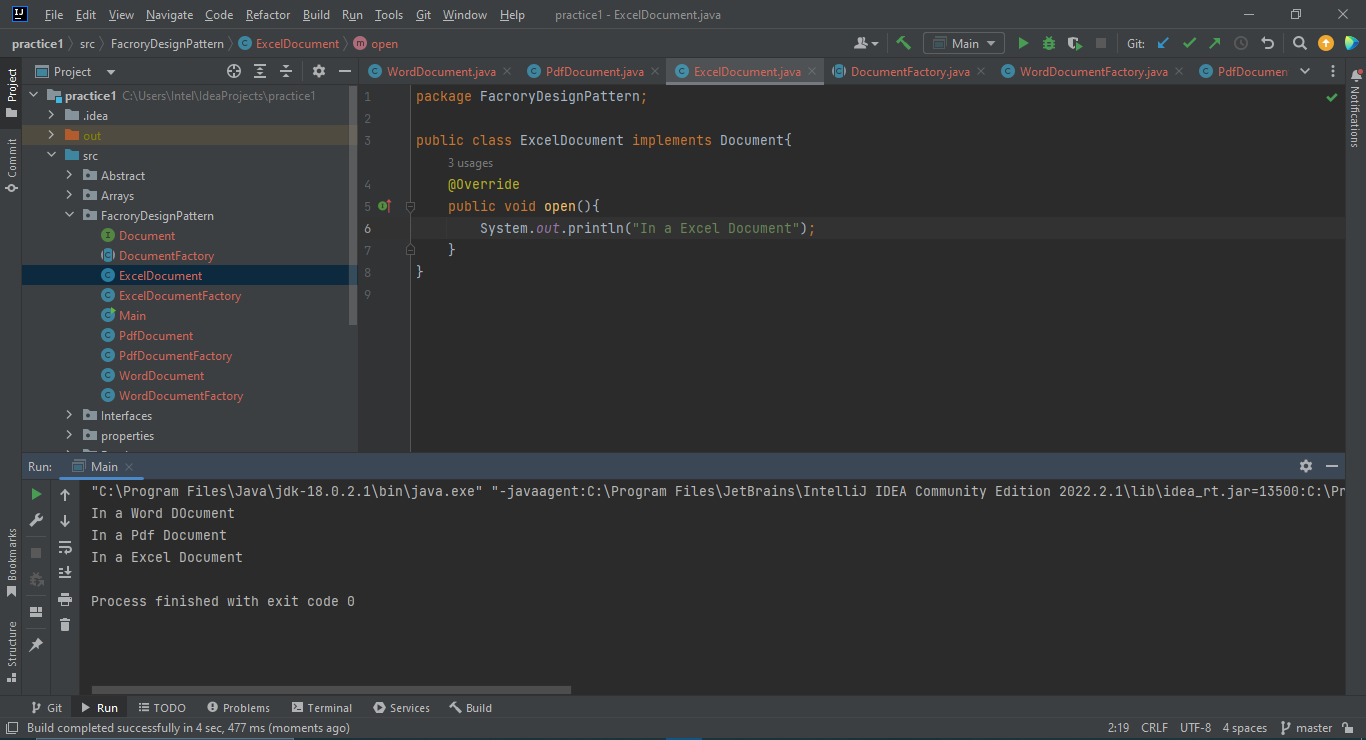 File Edit View Navigate Code Refactor Build Run Tools Git Window Help practice1 - ExcelDocument.java
practice1 src FacroryDesignPattern ExcelDocument open Main Git:
Project WordDocument.java PdfDocument.java ExcelDocument.java DocumentFactory.java WordDocumentFactory.java PdfDocumen
Project
Commit
Bookmarks
Structure
Notifications
practice1 C:\Users\Intel\IdeaProjects\practice1
.idea
out
src
Abstract
Arrays
FacroryDesignPattern
Document
DocumentFactory
ExcelDocument
ExcelDocumentFactory
Main
PdfDocument
PdfDocumentFactory
WordDocument
WordDocumentFactory
Interfaces
properties
1 package FacroryDesignPattern;
2
3 public class ExcelDocument implements Document{
3 usages
4 @Override
5 public void open(){
6 System.out.println("In a Excel Document");
7 }
8 }
9
Run: Main
"C:\Program Files\Java\jdk-18.0.2.1\bin\java.exe" "-javaagent:C:\Program Files\JetBrains\IntelliJ IDEA Community Edition 2022.2.1\lib\idea_rt.jar=13500:C:\Pr
In a Word DOcument
In a Pdf Document
In a Excel Document
Process finished with exit code 0
Git Run TODO Problems Terminal Services Build
Build completed successfully in 4 sec, 477 ms (moments ago) 2:19 CRLF UTF-8 4 spaces master